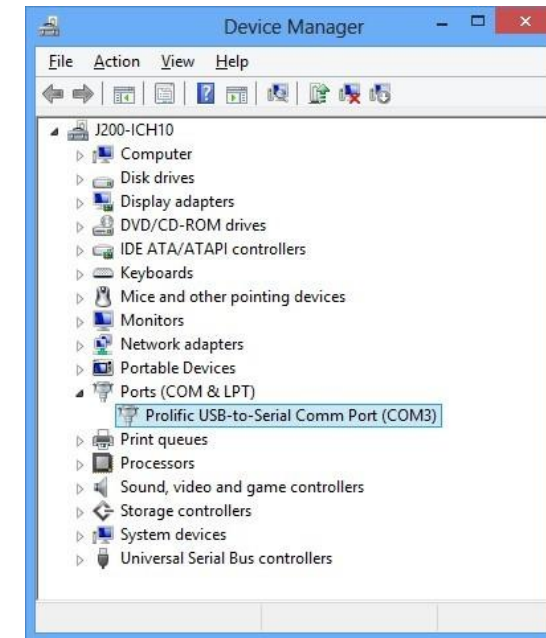 Device Manager
File Action View Help
J200-ICH10
Computer
Disk drives
Display adapters
DVD/CD-ROM drives
IDE ATA/ATAPI controllers
Keyboards
Mice and other pointing devices
Monitors
Network adapters
Portable Devices
Ports (COM & LPT)
Prolific USB-to-Serial Comm Port (COM3)
Print queues
Processors
Sound, video and game controllers
Storage controllers
System devices
Universal Serial Bus controllers